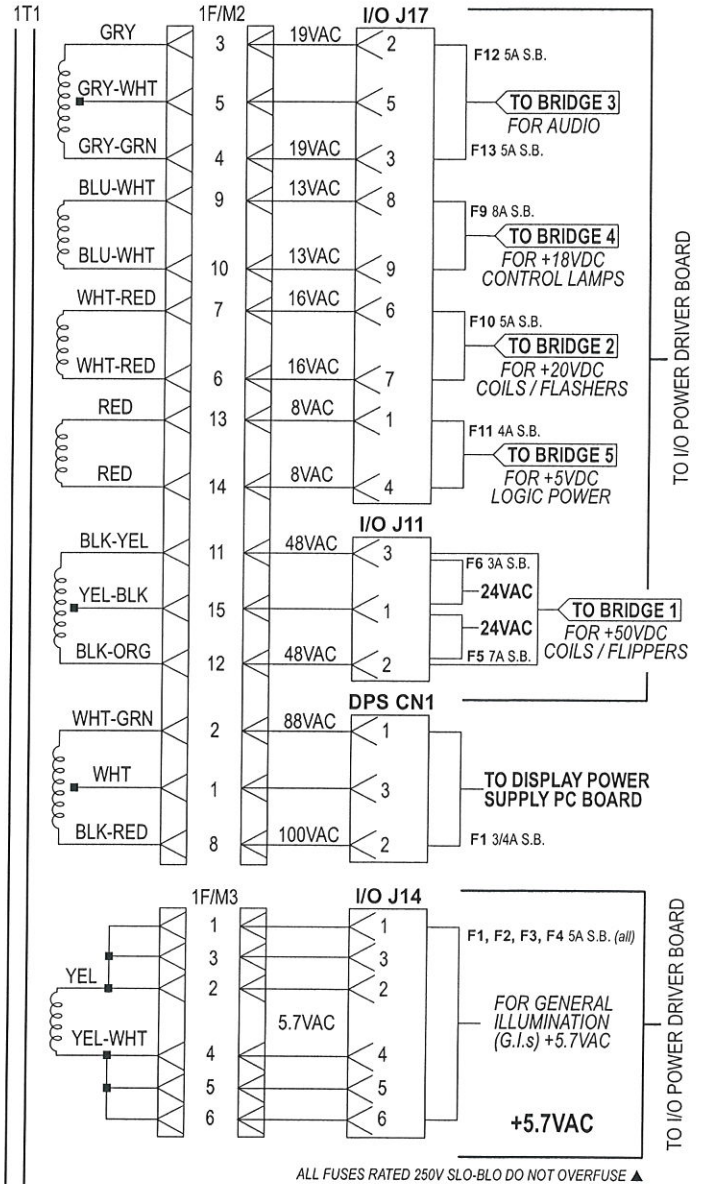 1T1 1F/M2 I/O J17
GRY 3 19VAC 2
F12 5A S.B.
GRY-WHT 5 5
TO BRIDGE 3
FOR AUDIO
GRY-GRN 4 19VAC 3
F13 5A S.B.
BLU-WHT 9 13VAC 8
F9 8A S.B.
TO BRIDGE 4
FOR +18VDC
CONTROL LAMPS
BLU-WHT 10 13VAC 9
WHT-RED 7 16VAC 6
F10 5A S.B.
TO BRIDGE 2
FOR +20VDC
COILS / FLASHERS
WHT-RED 6 16VAC 7
RED 13 8VAC 1
F11 4A S.B.
TO BRIDGE 5
FOR +5VDC
LOGIC POWER
RED 14 8VAC 4
TO I/O POWER DRIVER BOARD
I/O J11
BLK-YEL 11 48VAC 3
F6 3A S.B.
24VAC
YEL-BLK 15 1
TO BRIDGE 1
24VAC
FOR +50VDC
COILS / FLIPPERS
F5 7A S.B.
BLK-ORG 12 48VAC 2
DPS CN1
WHT-GRN 2 88VAC 1
WHT 1 3
TO DISPLAY POWER
SUPPLY PC BOARD
BLK-RED 8 100VAC 2
F1 3/4A S.B.
1F/M3 I/O J14
1 1
F1, F2, F3, F4 5A S.B. (all)
3 3
YEL 2 2
5.7VAC
FOR GENERAL
ILLUMINATION
(G.I.s) +5.7VAC
YEL-WHT 4 4
5 5
6 6
+5.7VAC
TO I/O POWER DRIVER BOARD
ALL FUSES RATED 250V SLO-BLO DO NOT OVERFUSE ▲